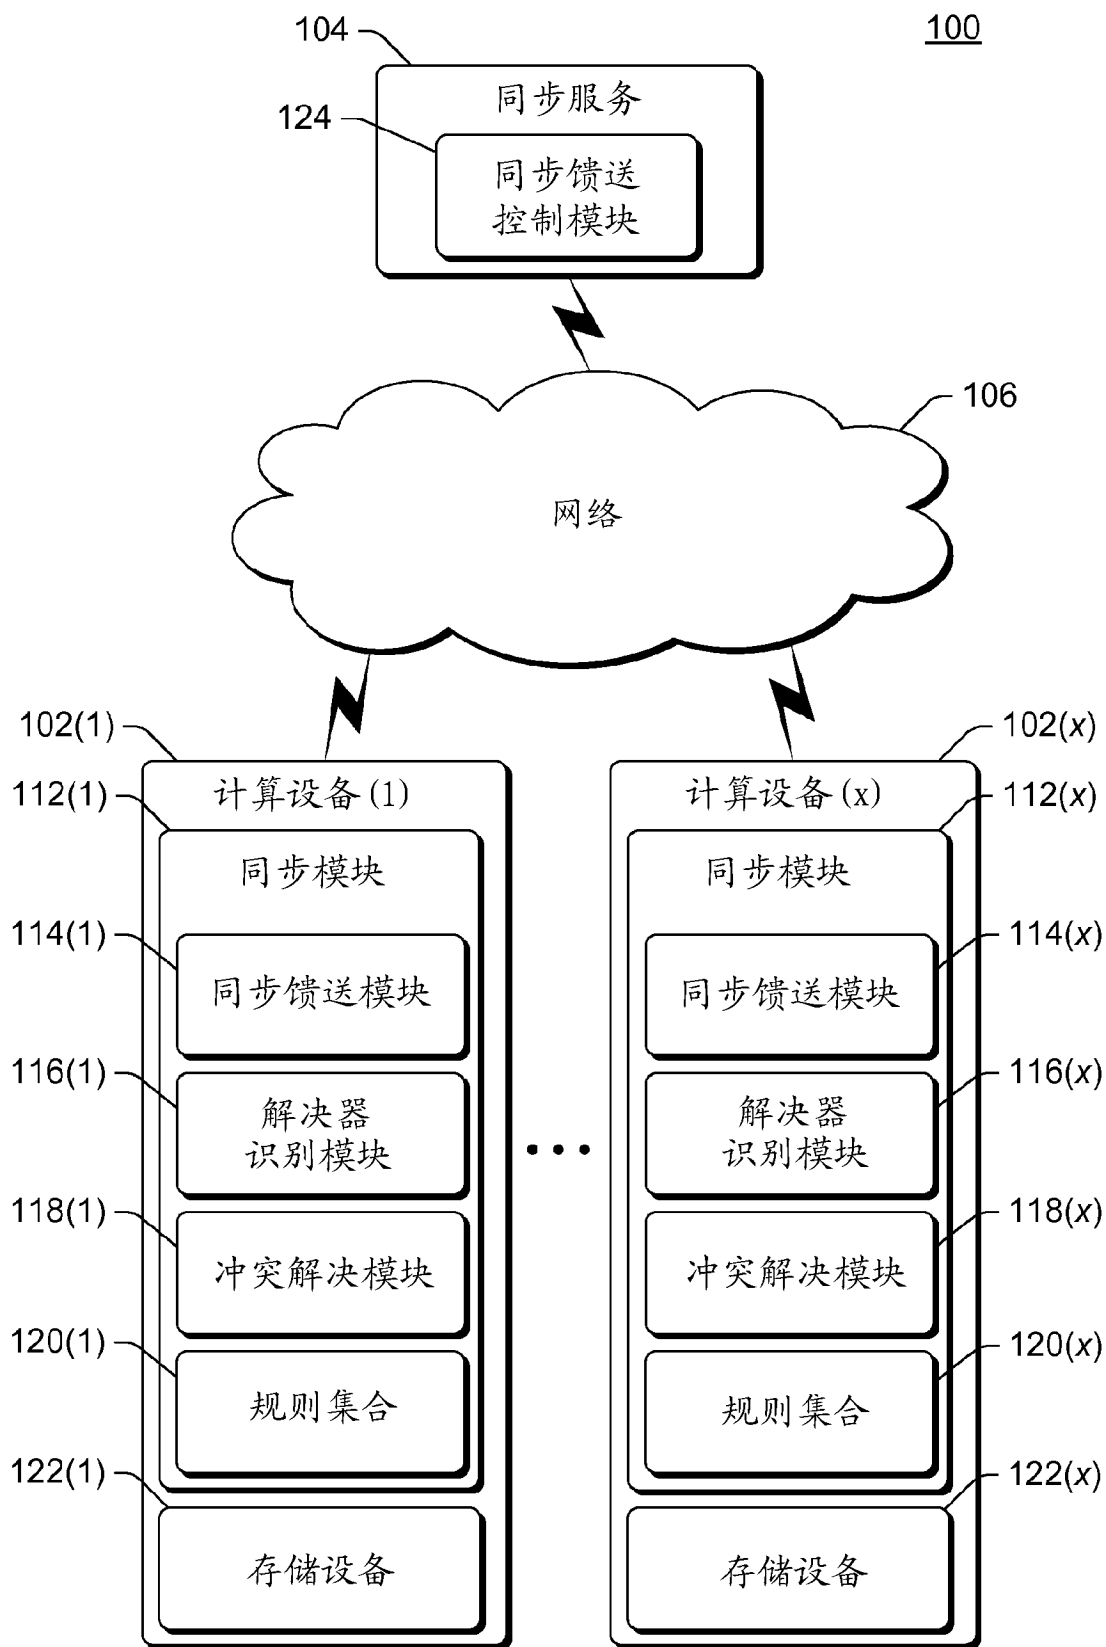 100
104
同步服务
124
同步馈送
控制模块
106
网络
102(1)
计算设备(1)
112(1)
同步模块
114(1)
同步馈送模块
116(1)
解决器
识别模块
118(1)
冲突解决模块
120(1)
规则集合
122(1)
存储设备
...
102(x)
计算设备(x)
112(x)
同步模块
114(x)
同步馈送模块
116(x)
解决器
识别模块
118(x)
冲突解决模块
120(x)
规则集合
122(x)
存储设备